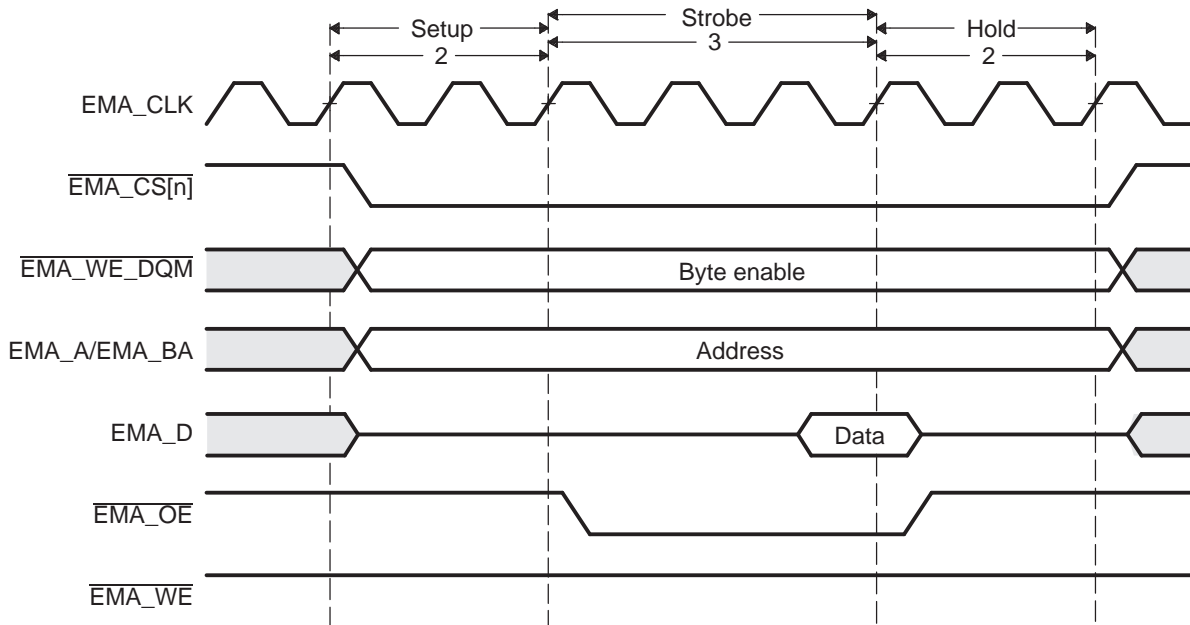 Setup
Strobe
Hold
2
3
2
EMA_CLK
EMA_CS[n]
EMA_WE_DQM
Byte enable
EMA_A/EMA_BA
Address
EMA_D
Data
EMA_OE
EMA_WE